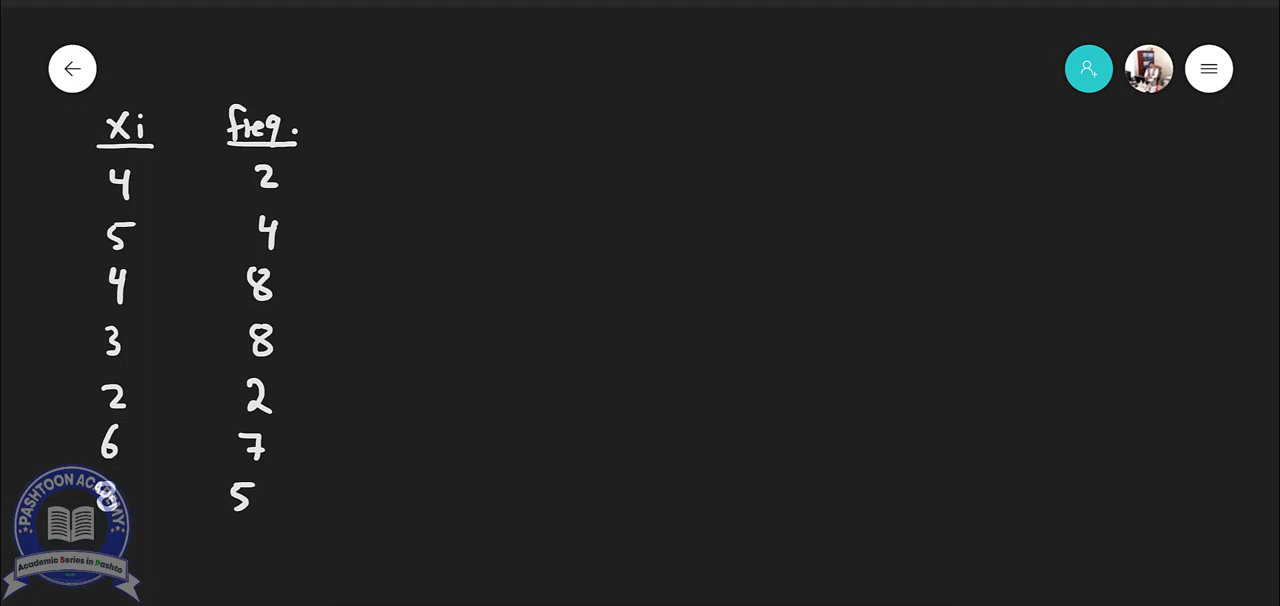 Xi freq.
4 2
5 4
4 8
3 8
2 2
6 7
8 5
PASHTOON ACADEMY
Academic Series in Pashto